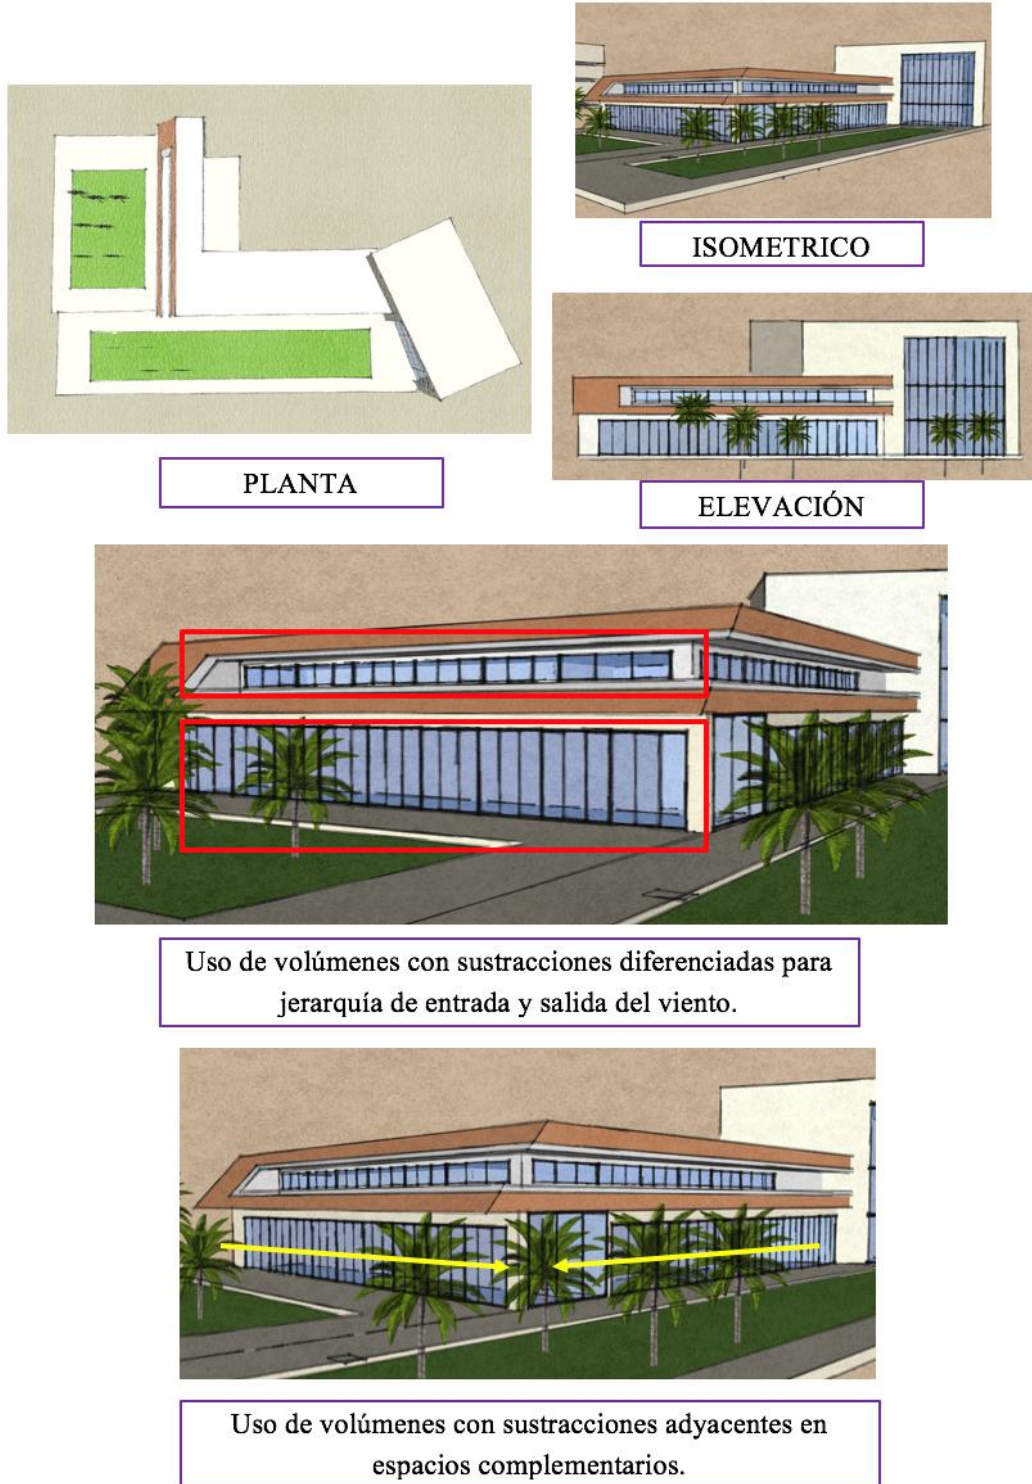 ISOMETRICO
PLANTA
ELEVACIÓN
Uso de volúmenes con sustracciones diferenciadas para
jerarquía de entrada y salida del viento.
Uso de volúmenes con sustracciones adyacentes en
espacios complementarios.